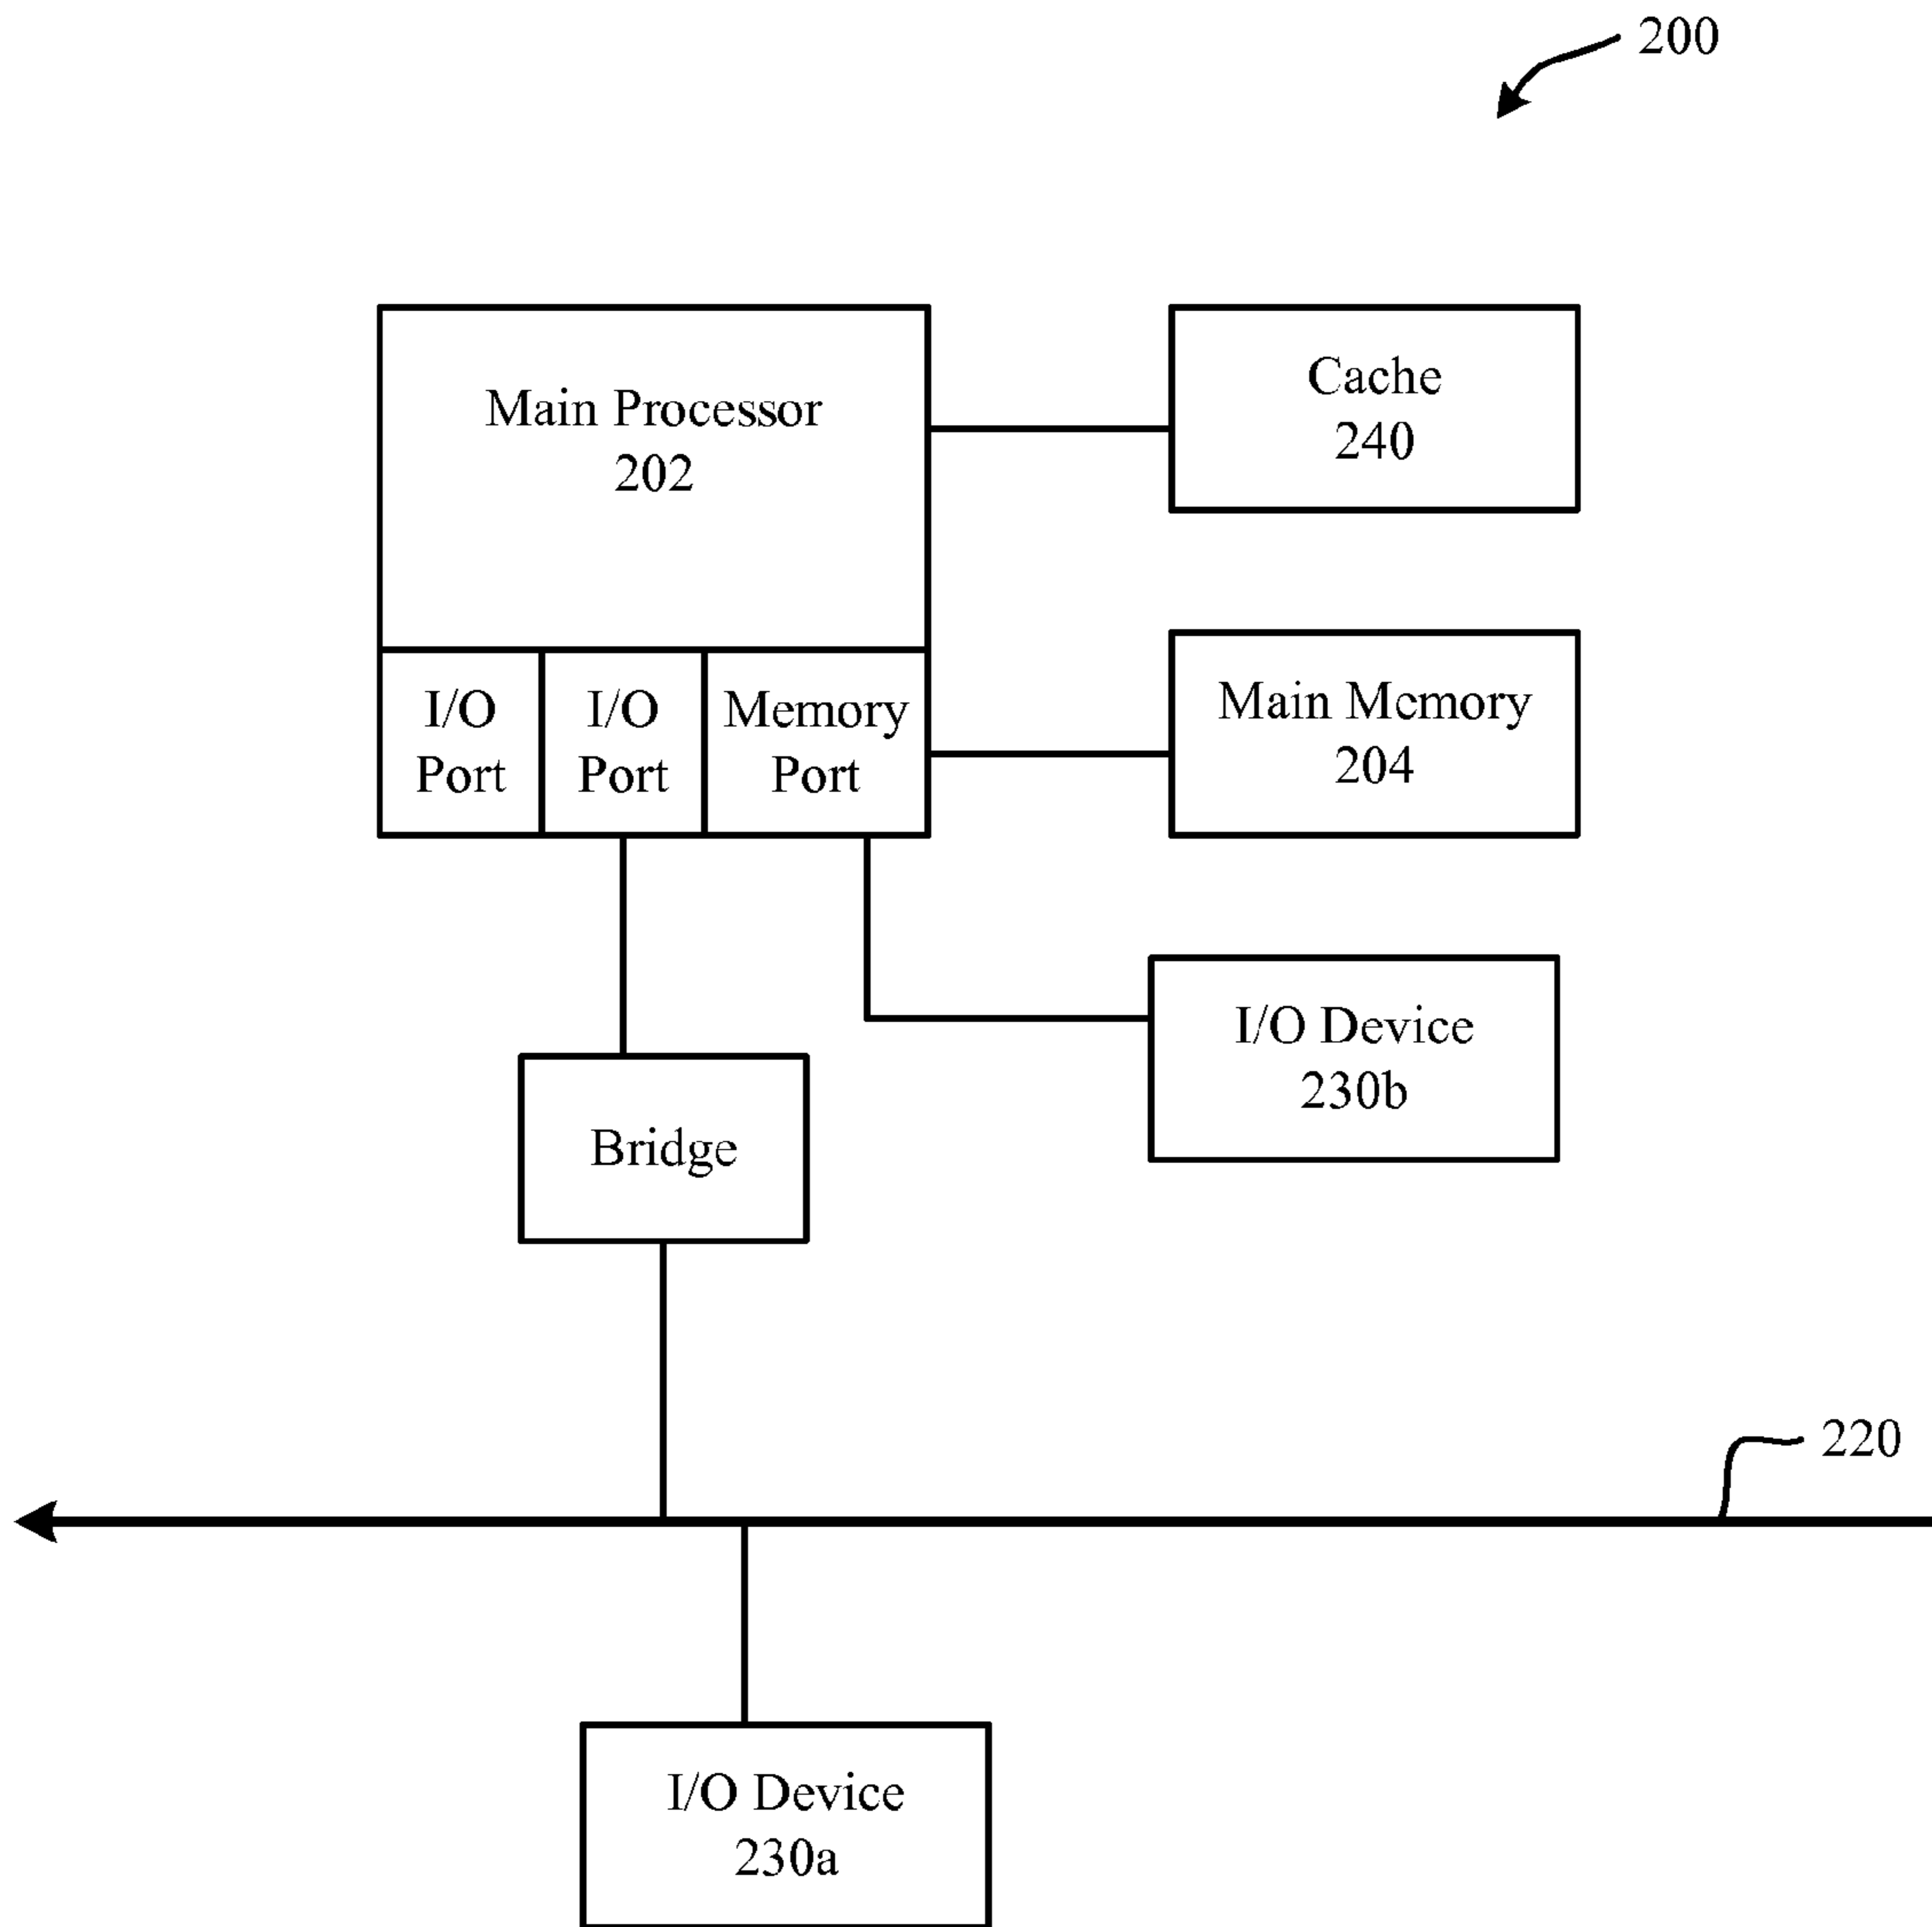 200
Main Processor
202
Cache
240
I/O
Port
I/O
Port
Memory
Port
Main Memory
204
I/O Device
230b
Bridge
220
I/O Device
230a